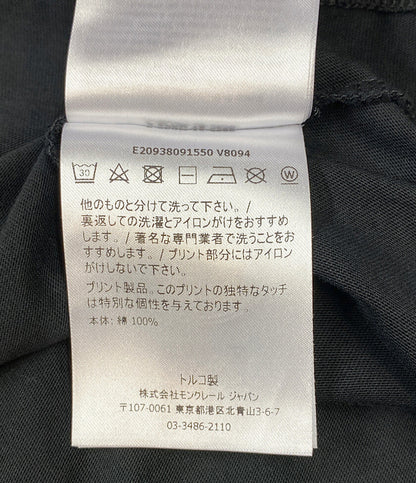 E20938091550 V8094
30
W
他のものと分けて洗って下さい。/
裏返しての洗濯とアイロンがけをおすすめ
します。/ 著名な専門業者で洗うことをお
すすめします。/ プリント部分にはアイロン
がけしないで下さい。
プリント製品。このプリントの独特なタッチ
は特別な個性を与えております。
本体: 綿 100%
トルコ製
株式会社モンクレール ジャパン
〒107-0061 東京都港区北青山3-6-7
03-3486-2110